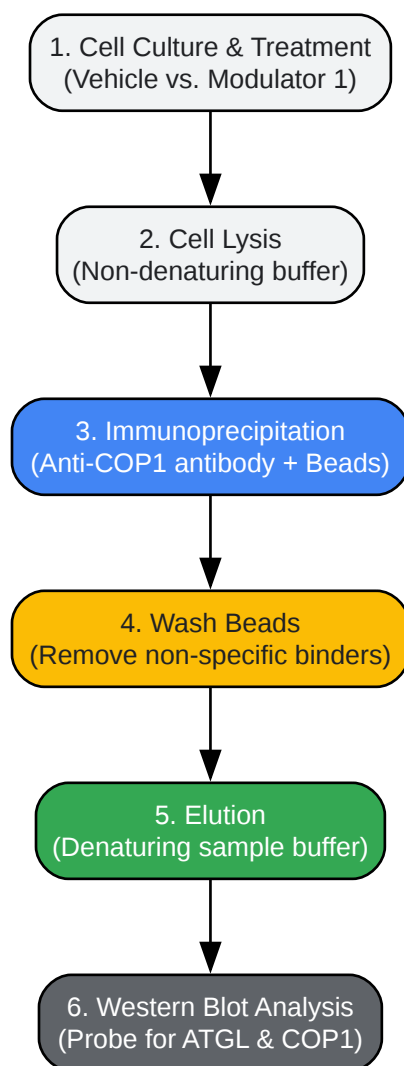 1. Cell Culture & Treatment
(Vehicle vs. Modulator 1)
2. Cell Lysis
(Non-denaturing buffer)
3. Immunoprecipitation
(Anti-COP1 antibody + Beads)
4. Wash Beads
(Remove non-specific binders)
5. Elution
(Denaturing sample buffer)
6. Western Blot Analysis
(Probe for ATGL & COP1)